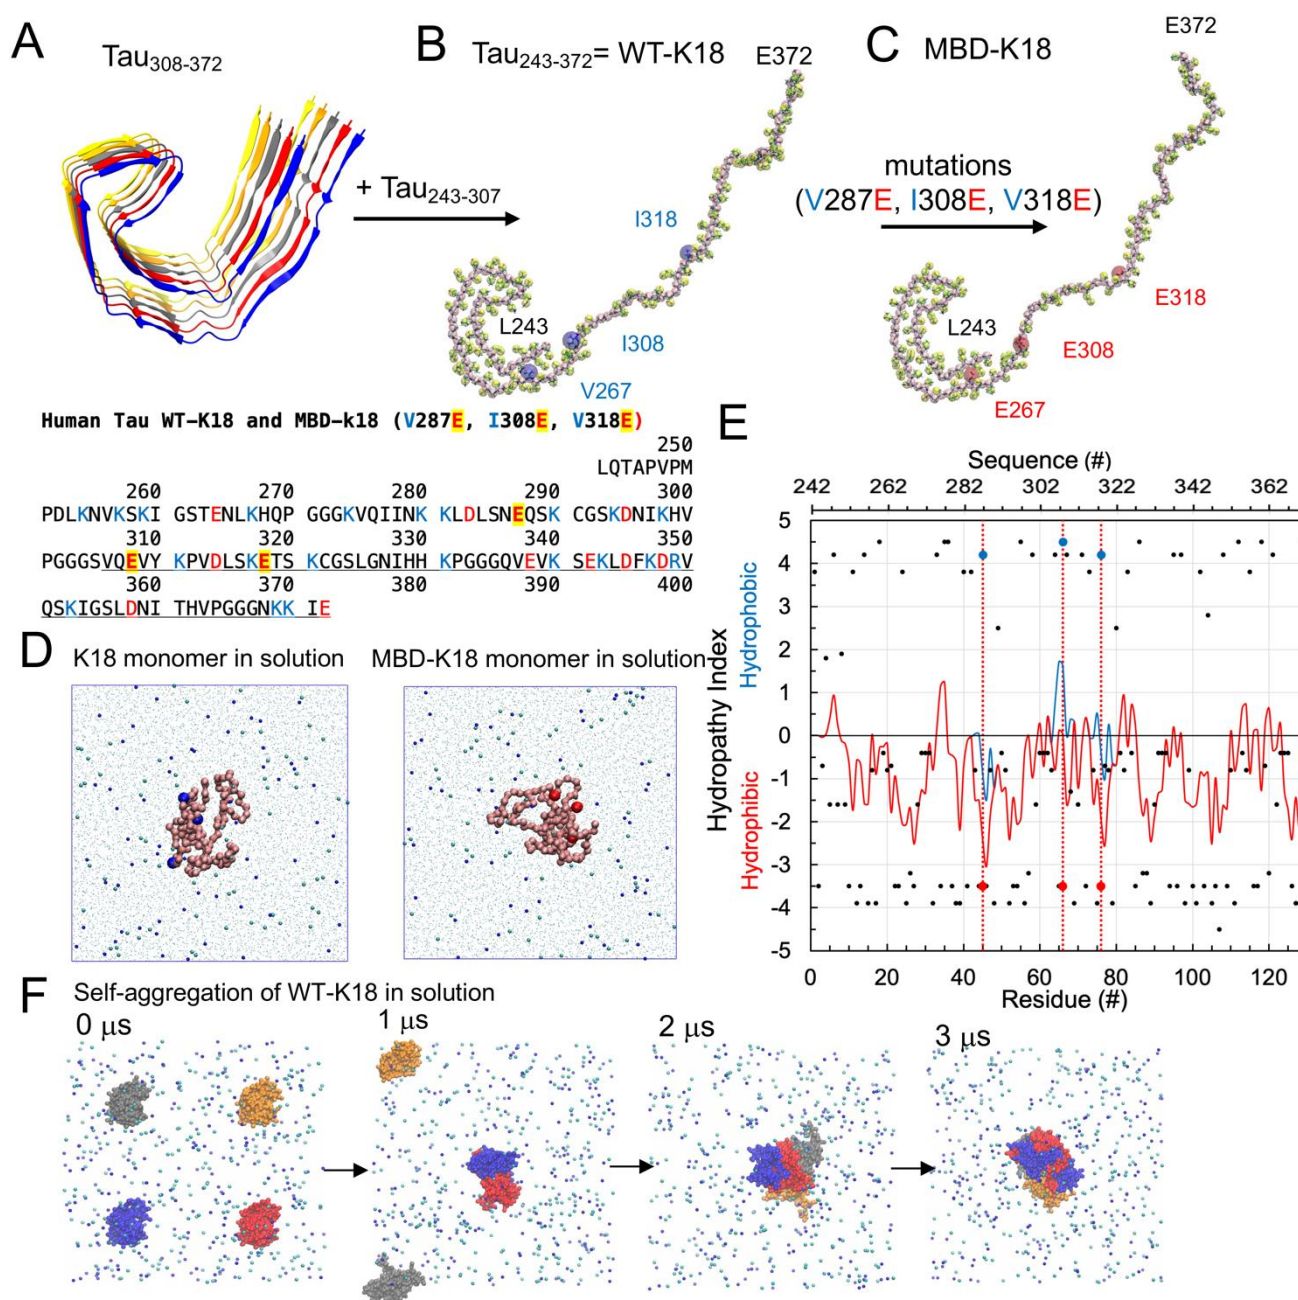 A
Tau308-372
+ Tau243-307
B
Tau243-372= WT-K18
E372
I318
L243
I308
V267
mutations
(V287E, I308E, V318E)
C
MBD-K18
E372
E318
L243
E308
E267
Human Tau WT-K18 and MBD-k18 (V287E, I308E, V318E)
250
LQTAPVPM
260 270 280 290 300
PDLKNVKSKI GSTENLKHQP GGGKVQIINK KLDLSNEQSK CGSKDNIKHV
310 320 330 340 350
PGGGSVQEVY KPVDLSKETS KCGSLGNIHH KPGGGQVEVK SEKLDFKDRV
360 370 380 390 400
QSKIGSLDNI THVPGGGNKK IE
D
K18 monomer in solution
MBD-K18 monomer in solution
E
Sequence (#)
242 262 282 302 322 342 362
Hydropathy Index
Hydrophobic
Hydrophibic
5
4
3
2
1
0
-1
-2
-3
-4
-5
0 20 40 60 80 100 120
Residue (#)
F
Self-aggregation of WT-K18 in solution
0 μs
1 μs
2 μs
3 μs